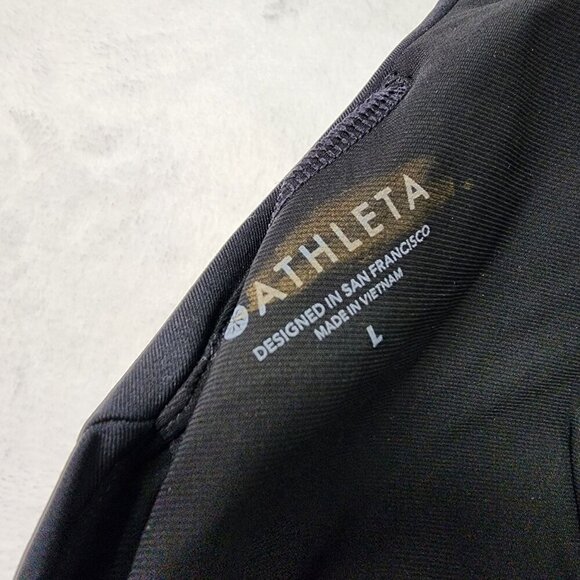 ATHLETA
DESIGNED IN SAN FRANCISCO
MADE IN VIETNAM
L